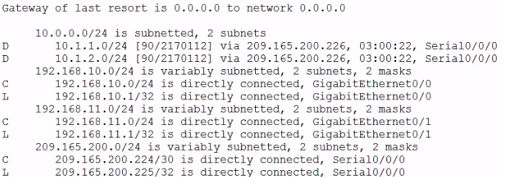 Gateway of last resort is 0.0.0.0 to network 0.0.0.0
10.0.0.0/24 is subnetted, 2 subnets
D 10.1.1.0/24 [90/2170112] via 209.165.200.226, 03:00:22, Serial0/0/0
D 10.1.2.0/24 [90/2170112] via 209.165.200.226, 03:00:22, Serial0/0/0
192.168.10.0/24 is variably subnetted, 2 subnets, 2 masks
C 192.168.10.0/24 is directly connected, GigabitEthernet0/0
L 192.168.10.1/32 is directly connected, GigabitEthernet0/0
192.168.11.0/24 is variably subnetted, 2 subnets, 2 masks
C 192.168.11.0/24 is directly connected, GigabitEthernet0/1
L 192.168.11.1/32 is directly connected, GigabitEthernet0/1
209.165.200.0/24 is variably subnetted, 2 subnets, 2 masks
C 209.165.200.224/30 is directly connected, Serial0/0/0
L 209.165.200.225/32 is directly connected, Serial0/0/0